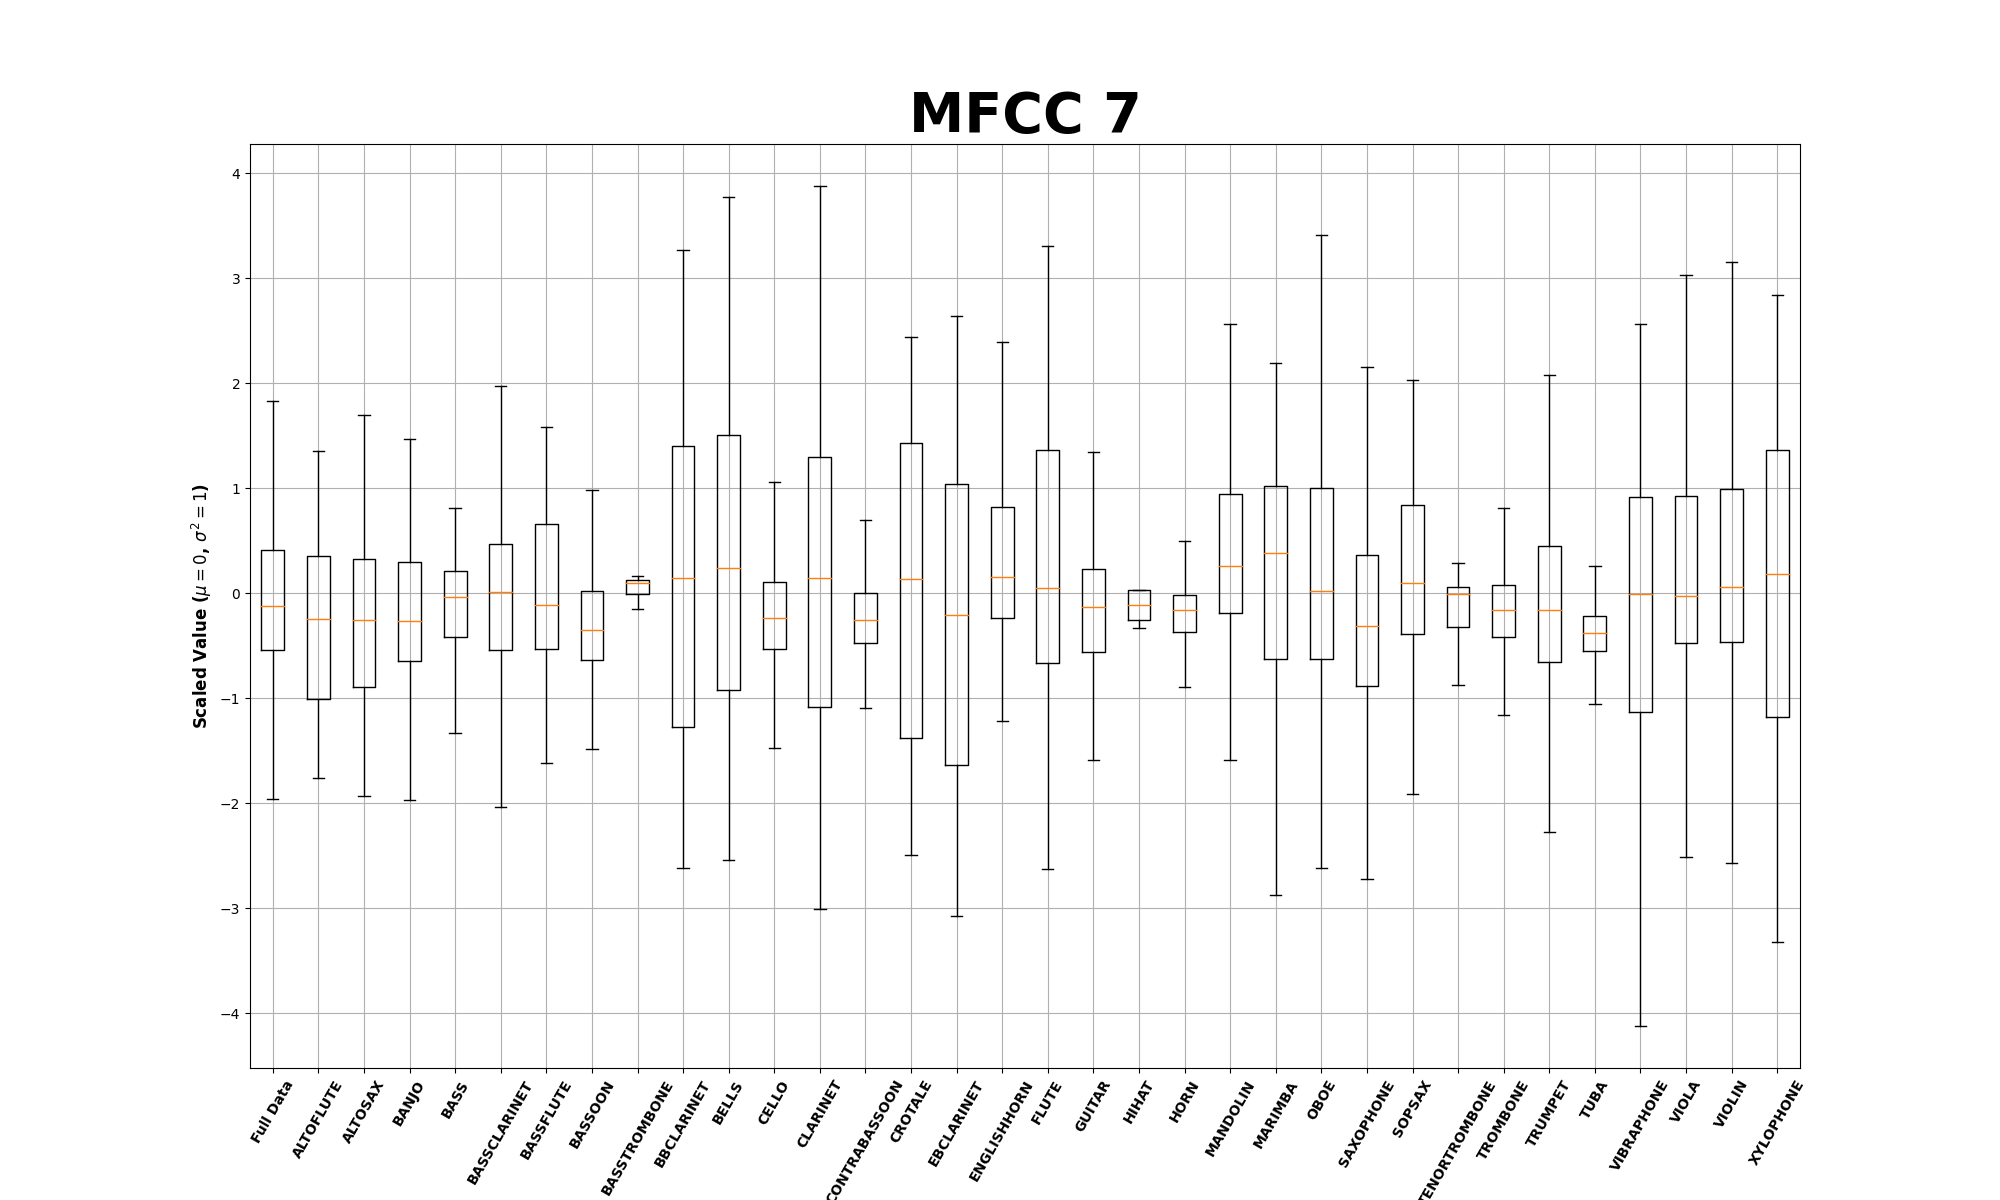 MFCC 7
4
3
2
1
0
−1
−2
−3
−4
Scaled Value (μ = 0, σ² = 1)
Full Data
ALTOFLUTE
ALTOSAX
BANJO
BASS
BASSCLARINET
BASSFLUTE
BASSOON
BASSTROMBONE
BBCLARINET
BELLS
CELLO
CLARINET
CONTRABASSOON
CROTALE
EBCLARINET
ENGLISHHORN
FLUTE
GUITAR
HIHAT
HORN
MANDOLIN
MARIMBA
OBOE
SAXOPHONE
SOPSAX
TENORTROMBONE
TROMBONE
TRUMPET
TUBA
VIBRAPHONE
VIOLA
VIOLIN
XYLOPHONE